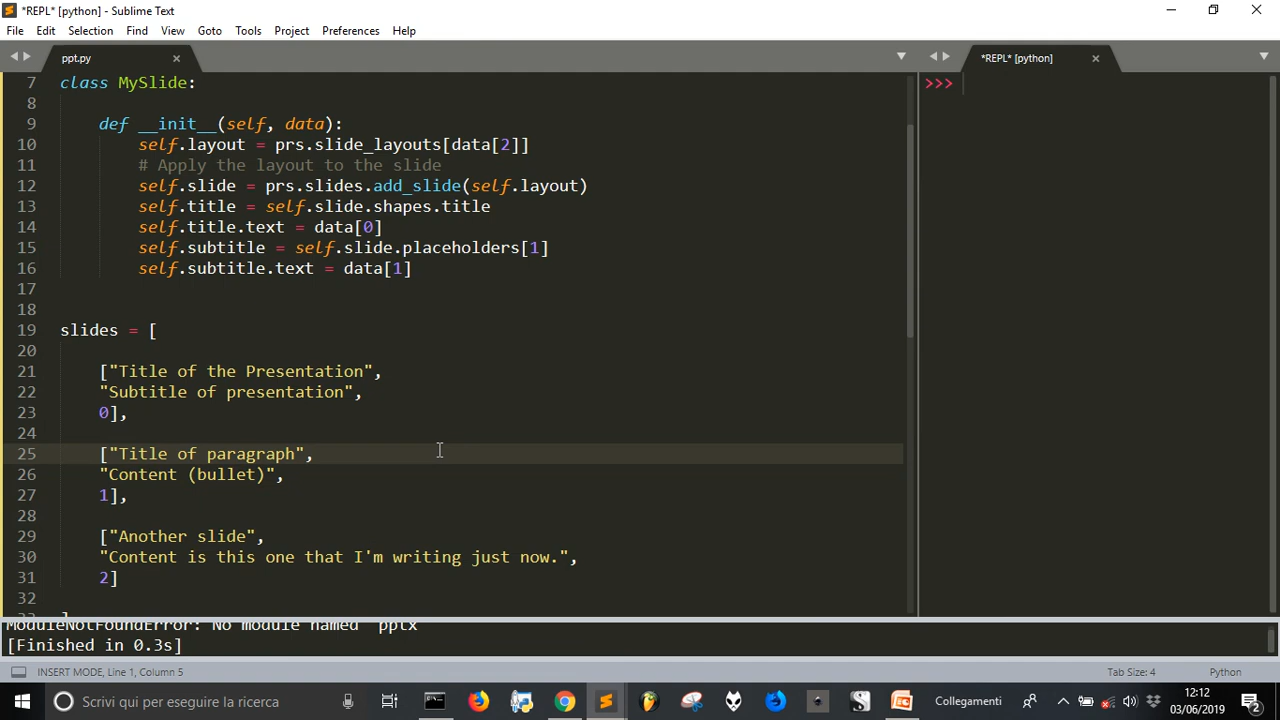 *REPL* [python] - Sublime Text
File Edit Selection Find View Goto Tools Project Preferences Help
ppt.py
*REPL* [python]
7 class MySlide:
8
9 def __init__(self, data):
10 self.layout = prs.slide_layouts[data[2]]
11 # Apply the layout to the slide
12 self.slide = prs.slides.add_slide(self.layout)
13 self.title = self.slide.shapes.title
14 self.title.text = data[0]
15 self.subtitle = self.slide.placeholders[1]
16 self.subtitle.text = data[1]
17
18
19 slides = [
20
21 ["Title of the Presentation",
22 "Subtitle of presentation",
23 0],
24
25 ["Title of paragraph",
26 "Content (bullet)",
27 1],
28
29 ["Another slide",
30 "Content is this one that I'm writing just now.",
31 2]
32
33 ]
>>>
ModuleNotFoundError: No module named 'pptx'
[Finished in 0.3s]
INSERT MODE, Line 1, Column 5
Tab Size: 4
Python
Scrivi qui per eseguire la ricerca
Collegamenti
12:12
03/06/2019
2